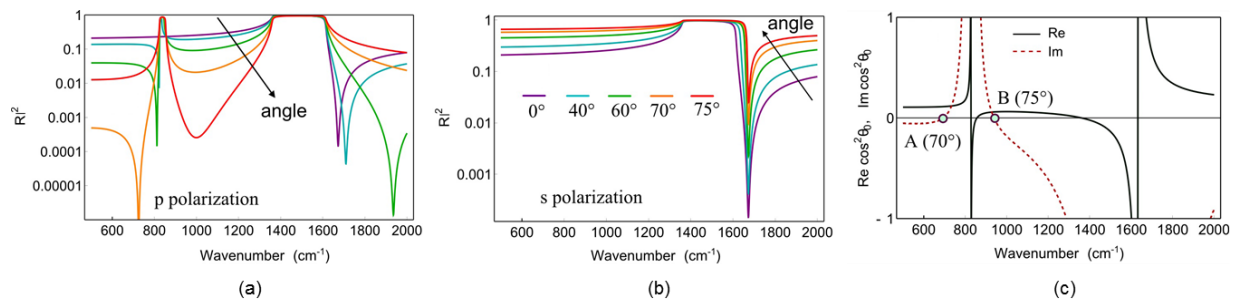 1
0.1
0.01
0.001
0.0001
0.00001
R|²
angle
p polarization
600 800 1000 1200 1400 1600 1800 2000
Wavenumber (cm⁻¹)
(a)
1
0.1
0.01
0.001
R|²
angle
0° 40° 60° 70° 75°
s polarization
600 800 1000 1200 1400 1600 1800 2000
Wavenumber (cm⁻¹)
(b)
1
0
- 1
Re cos²θ₀, Im cos²θ₀
Re
Im
B (75°)
A (70°)
600 800 1000 1200 1400 1600 1800 2000
Wavenumber (cm⁻¹)
(c)